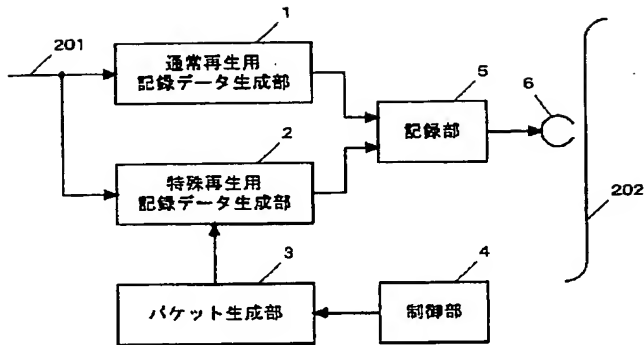 201
1
通常再生用
記録データ生成部
2
特殊再生用
記録データ生成部
3
パケット生成部
4
制御部
5
記録部
6
202